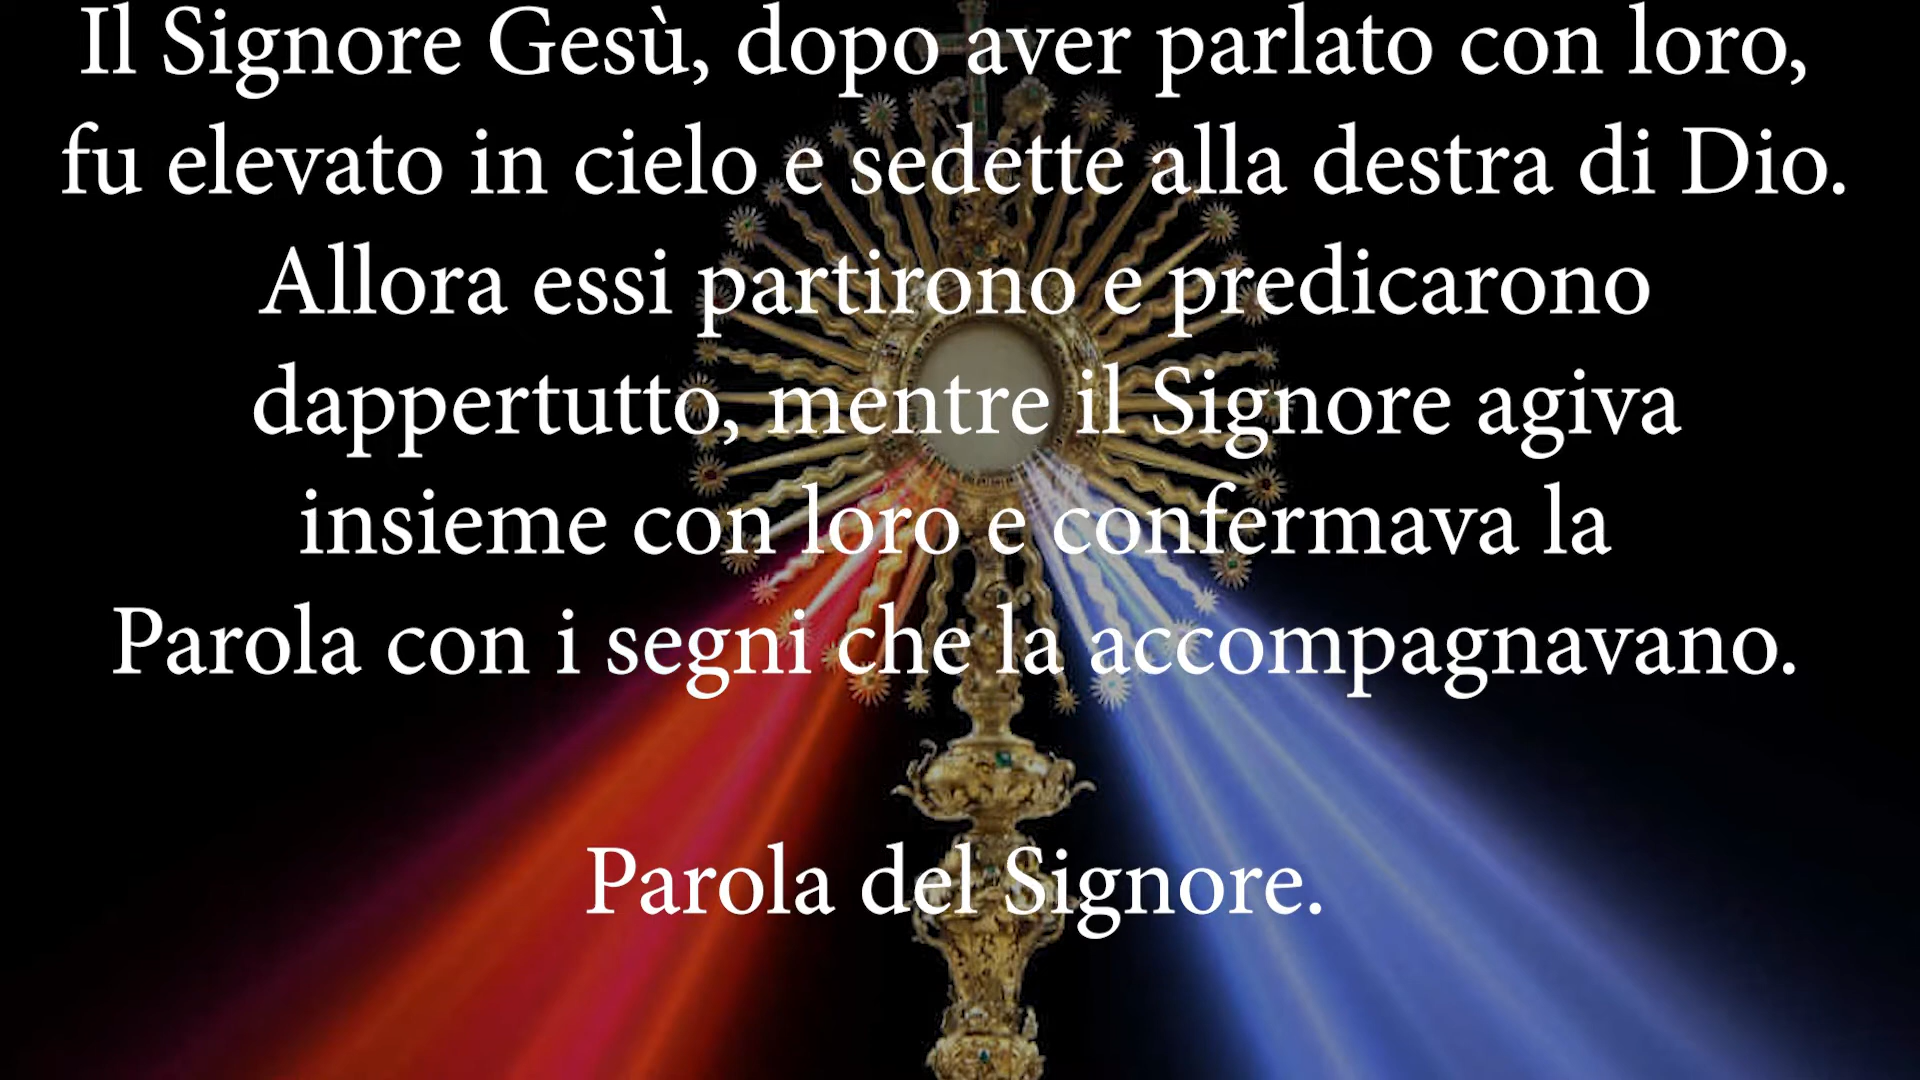 Il Signore Gesù, dopo aver parlato con loro,
fu elevato in cielo e sedette alla destra di Dio.
Allora essi partirono e predicarono
dappertutto, mentre il Signore agiva
insieme con loro e confermava la
Parola con i segni che la accompagnavano.
Parola del Signore.